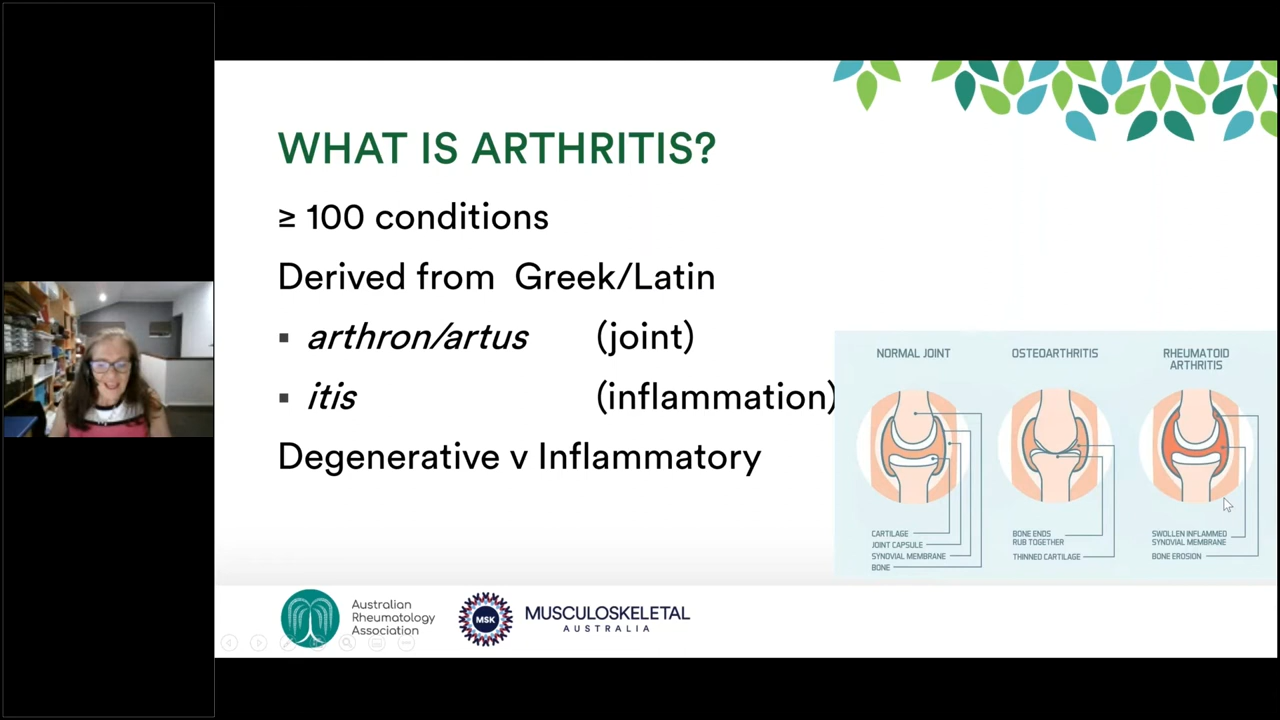 WHAT IS ARTHRITIS?
≥ 100 conditions
Derived from Greek/Latin
▪ arthron/artus (joint)
▪ itis (inflammation)
Degenerative v Inflammatory
NORMAL JOINT
CARTILAGE
JOINT CAPSULE
SYNOVIAL MEMBRANE
BONE
OSTEOARTHRITIS
BONE ENDS
RUB TOGETHER
THINNED CARTILAGE
RHEUMATOID
ARTHRITIS
SWOLLEN INFLAMMED
SYNOVIAL MEMBRANE
BONE EROSION
Australian
Rheumatology
Association
MSK
MUSCULOSKELETAL
AUSTRALIA